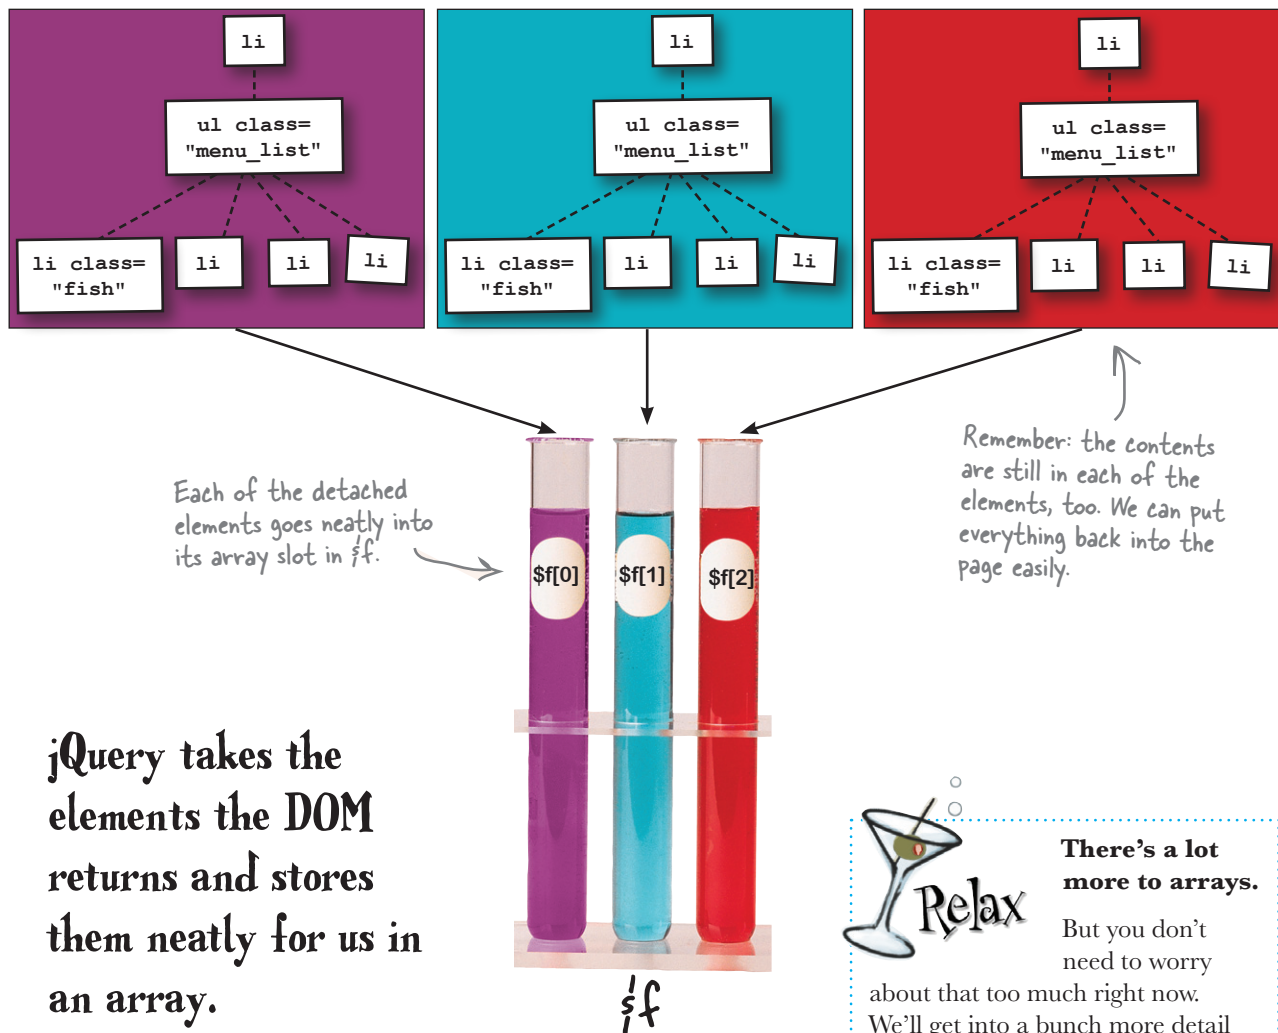 li
ul class=
"menu_list"
li class=
"fish"
li
li
li
li
ul class=
"menu_list"
li class=
"fish"
li
li
li
li
ul class=
"menu_list"
li class=
"fish"
li
li
li
Each of the detached
elements goes neatly into
its array slot in $f.
Remember: the contents
are still in each of the
elements, too. We can put
everything back into the
page easily.
$f[0]
$f[1]
$f[2]
$f
jQuery takes the
elements the DOM
returns and stores
them neatly for us in
an array.
Relax
There's a lot
more to arrays.
But you don't
need to worry
about that too much right now.
We'll get into a bunch more detail